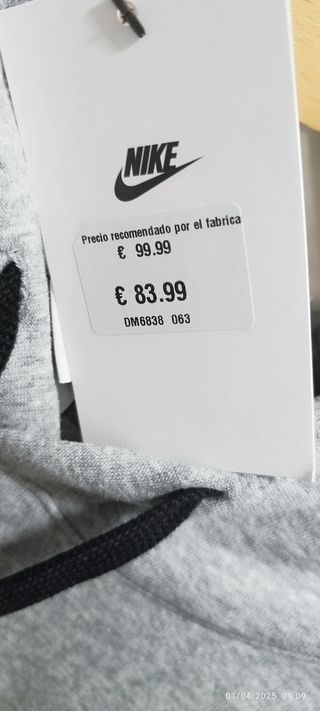 NIKE
Precio recomendado por el fabrica
€ 99.99
€ 83.99
DM6838 063
01/04/2025 09:09